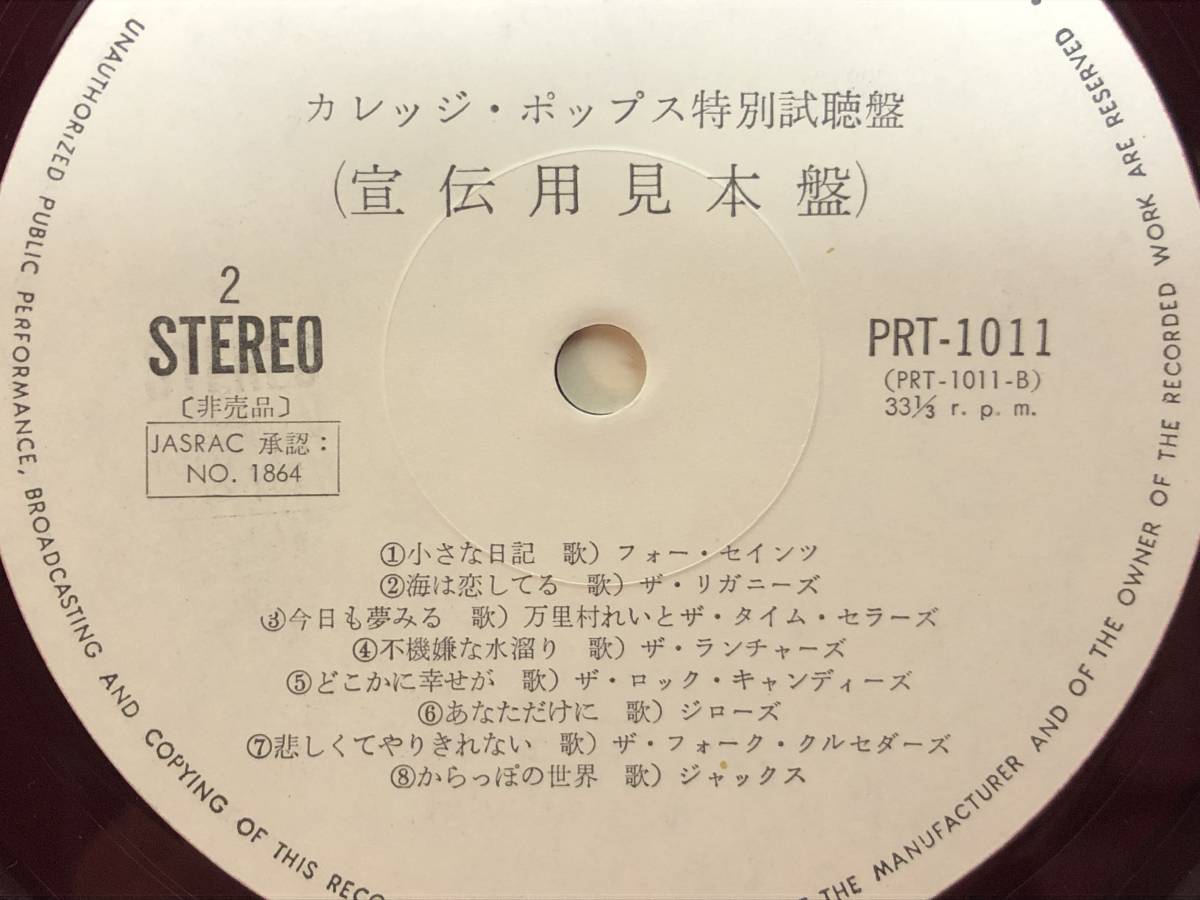 カレッジ・ポップス特別試聴盤
(宣伝用見本盤)
2
STEREO
〔非売品〕
JASRAC 承認:
NO. 1864
PRT-1011
(PRT-1011-B)
33⅓ r. p. m.
①小さな日記 歌)フォー・セインツ
②海は恋してる 歌)ザ・リガニーズ
③今日も夢みる 歌)万里村れいとザ・タイム・セラーズ
④不機嫌な水溜り 歌)ザ・ランチャーズ
⑤どこかに幸せが 歌)ザ・ロック・キャンディーズ
⑥あなただけに 歌)ジローズ
⑦悲しくてやりきれない 歌)ザ・フォーク・クルセダーズ
⑧からっぽの世界 歌)ジャックス
UNAUTHORIZED PUBLIC PERFORMANCE, BROADCASTING AND COPYING OF THIS RECO
THE MANUFACTURER AND OF THE OWNER OF THE RECORDED WORK ARE RESERVED